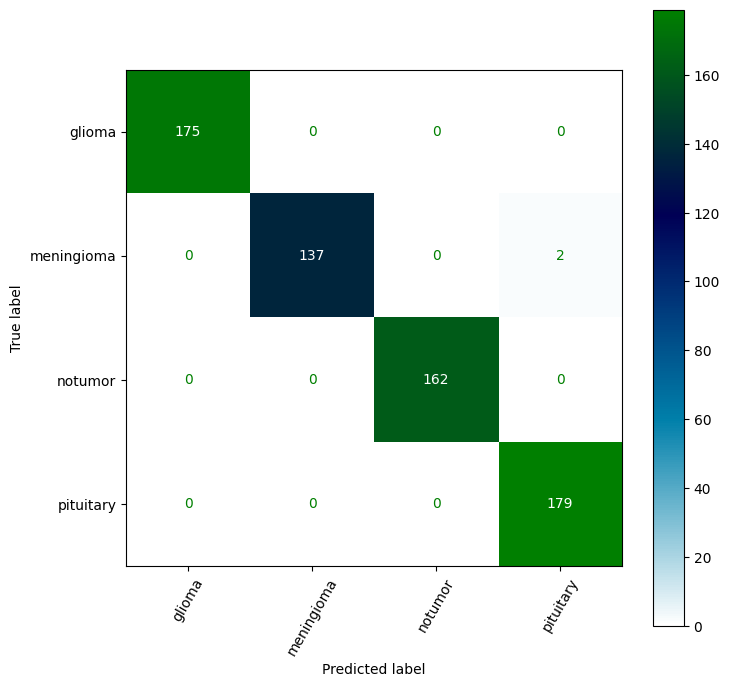 glioma 175 0 0 0
meningioma 0 137 0 2
notumor 0 0 162 0
pituitary 0 0 0 179
glioma meningioma notumor pituitary
Predicted label
True label
160
140
120
100
80
60
40
20
0